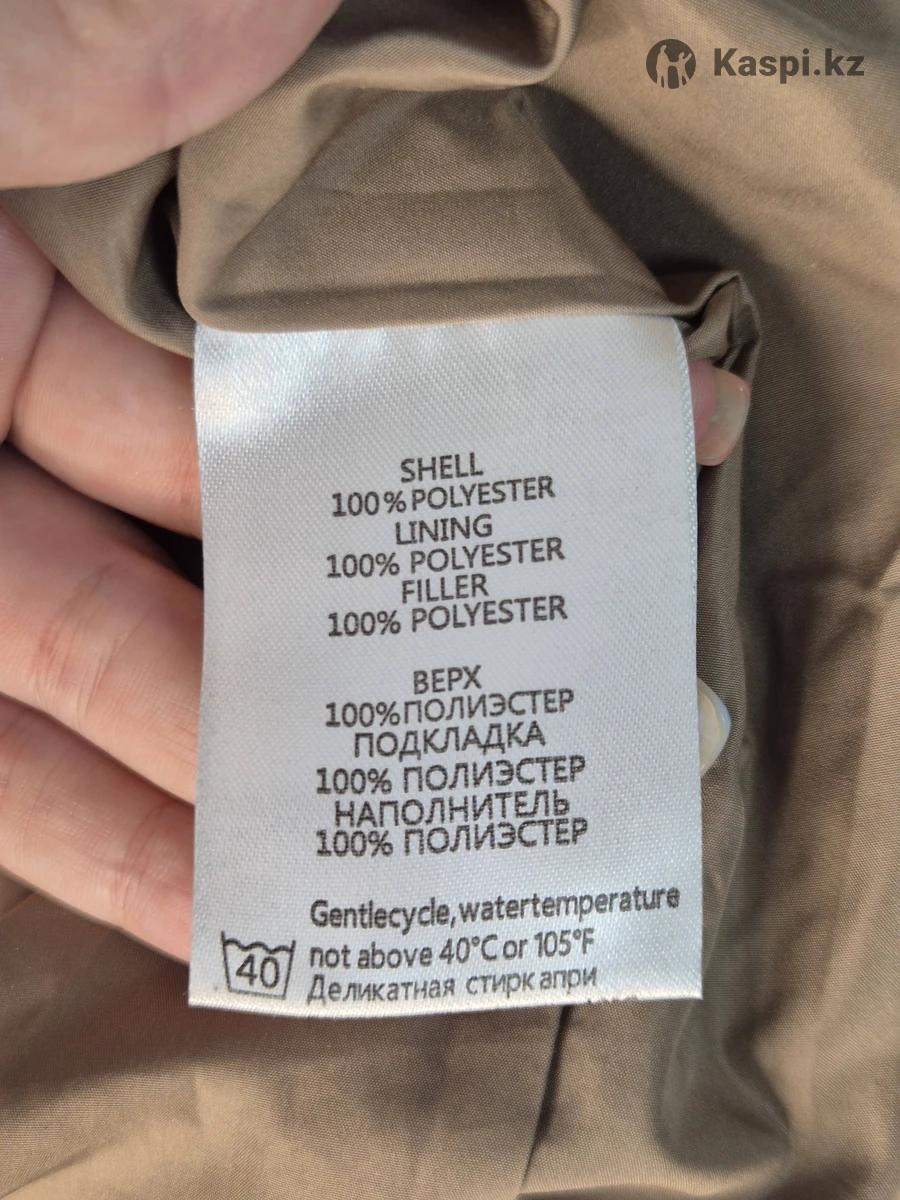 Kaspi.kz
SHELL
100% POLYESTER
LINING
100% POLYESTER
FILLER
100% POLYESTER
ВЕРХ
100% ПОЛИЭСТЕР
ПОДКЛАДКА
100% ПОЛИЭСТЕР
НАПОЛНИТЕЛЬ
100% ПОЛИЭСТЕР
Gentlecycle,watertemperature
not above 40°C or 105°F
40
Деликатная стирк апри